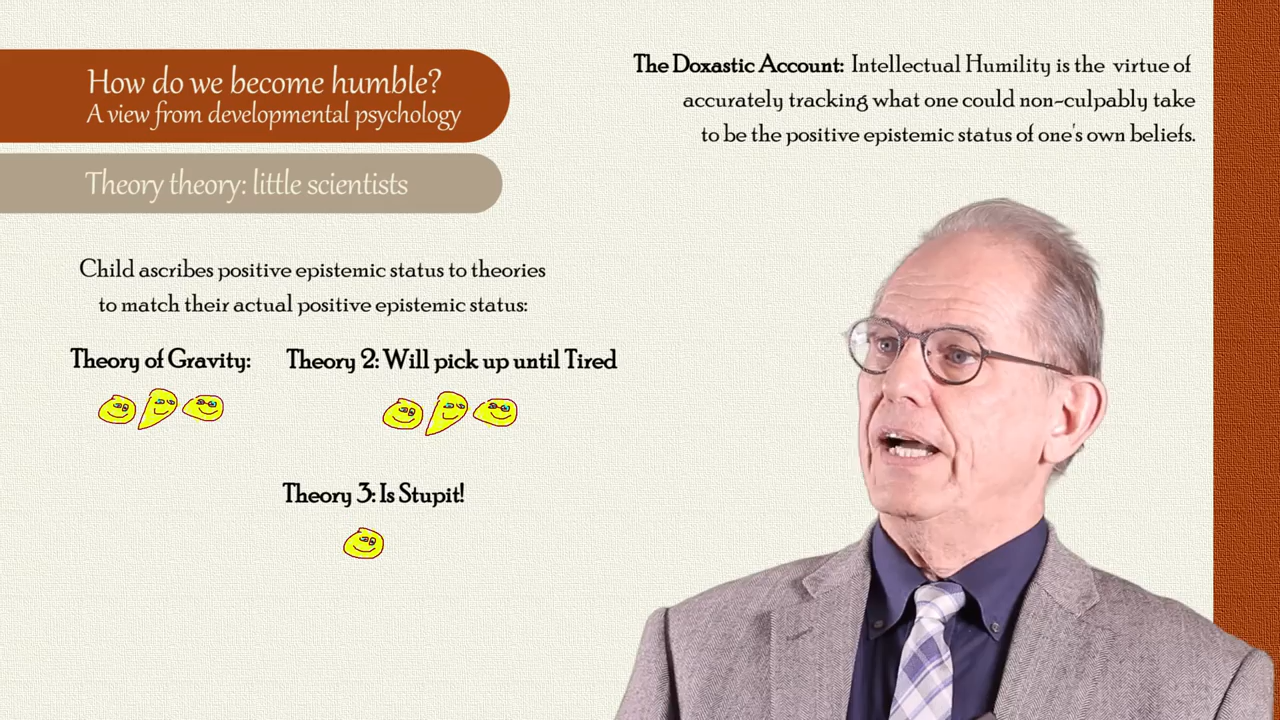 How do we become humble?
A view from developmental psychology
Theory theory: little scientists
The Doxastic Account: Intellectual Humility is the virtue of
accurately tracking what one could non-culpably take
to be the positive epistemic status of one's own beliefs.
Child ascribes positive epistemic status to theories
to match their actual positive epistemic status:
Theory of Gravity:
Theory 2: Will pick up until Tired
Theory 3: Is Stupit!